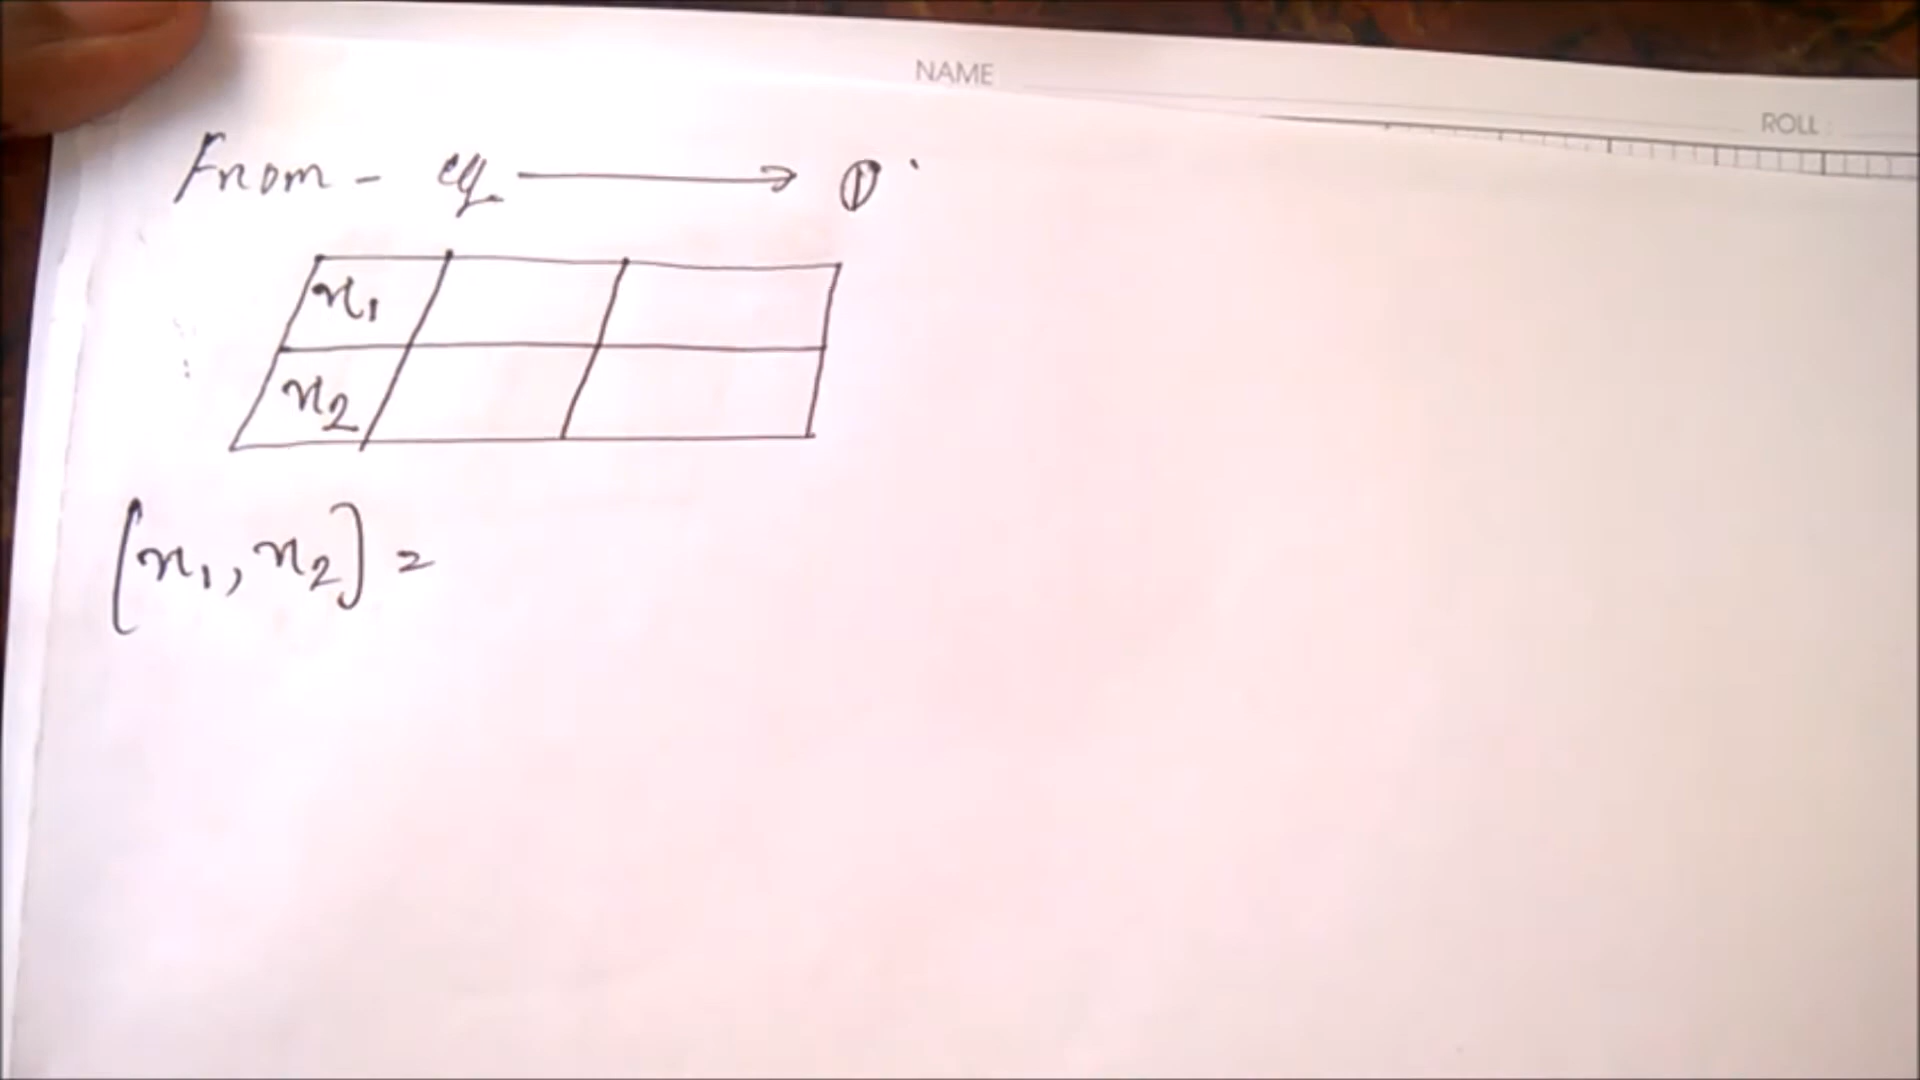 NAME
ROLL :
From - eq. → ①
x₁
x₂
[x₁, x₂] =